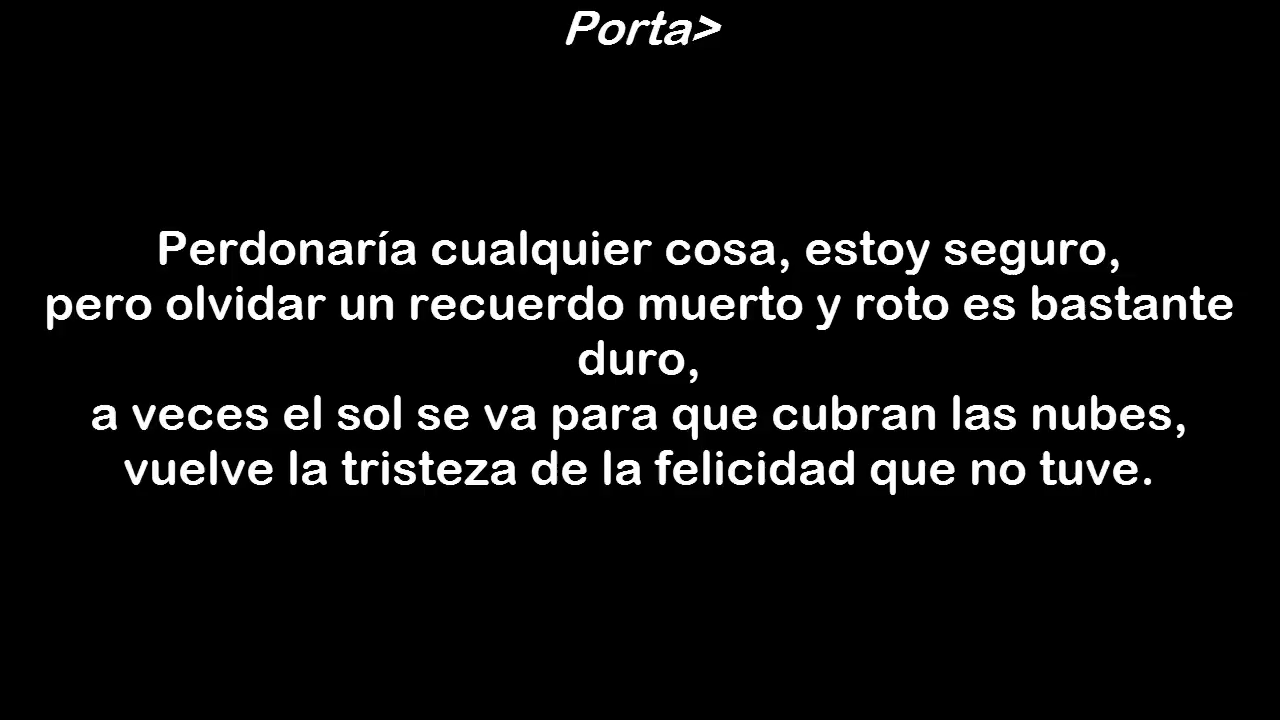 Porta>
Perdonaría cualquier cosa, estoy seguro,
pero olvidar un recuerdo muerto y roto es bastante
duro,
a veces el sol se va para que cubran las nubes,
vuelve la tristeza de la felicidad que no tuve.